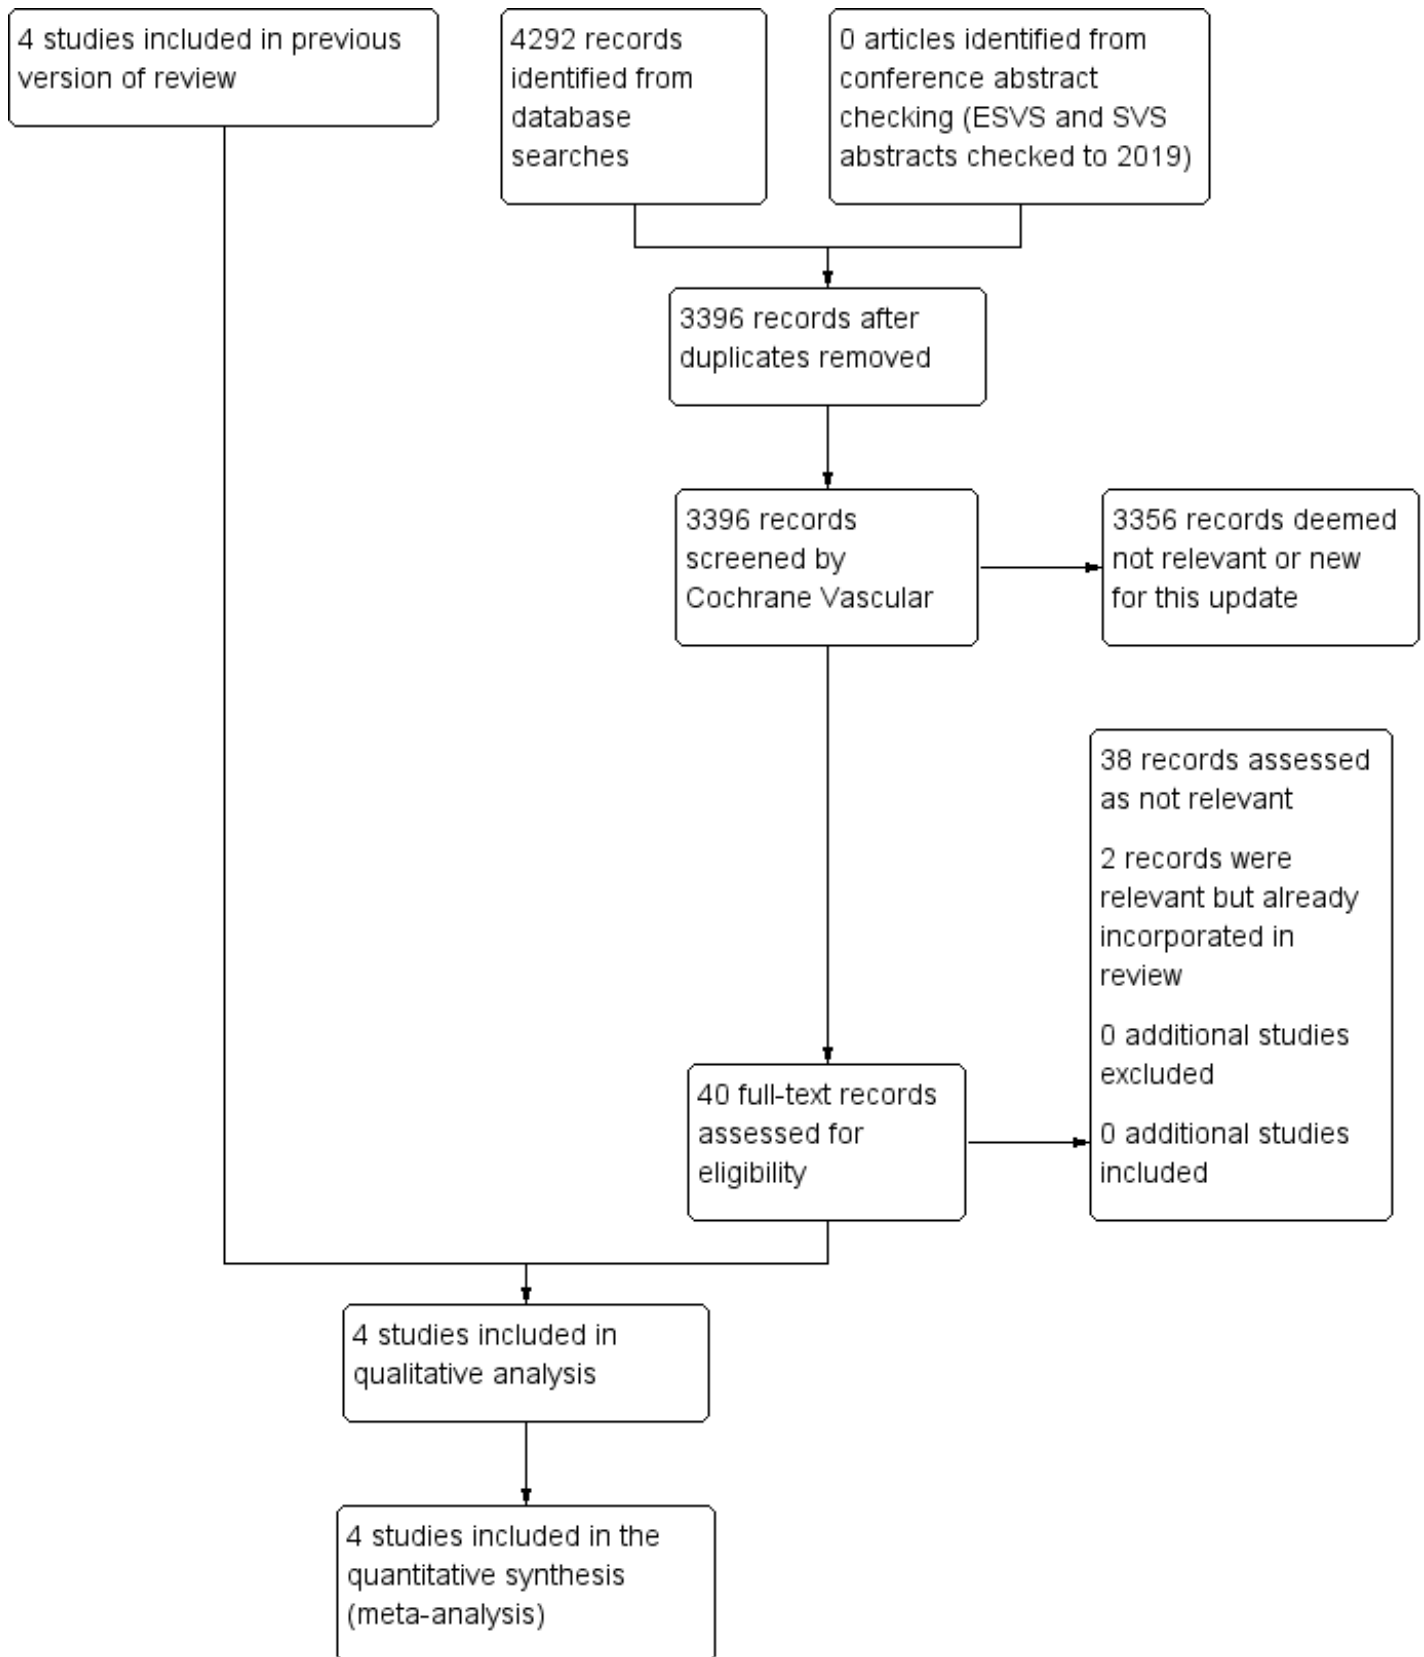 4 studies included in previous
version of review
4292 records
identified from
database
searches
0 articles identified from
conference abstract
checking (ESVS and SVS
abstracts checked to 2019)
3396 records after
duplicates removed
3396 records
screened by
Cochrane Vascular
3356 records deemed
not relevant or new
for this update
38 records assessed
as not relevant
2 records were
relevant but already
incorporated in
review
0 additional studies
excluded
0 additional studies
included
40 full-text records
assessed for
eligibility
4 studies included in
qualitative analysis
4 studies included in the
quantitative synthesis
(meta-analysis)